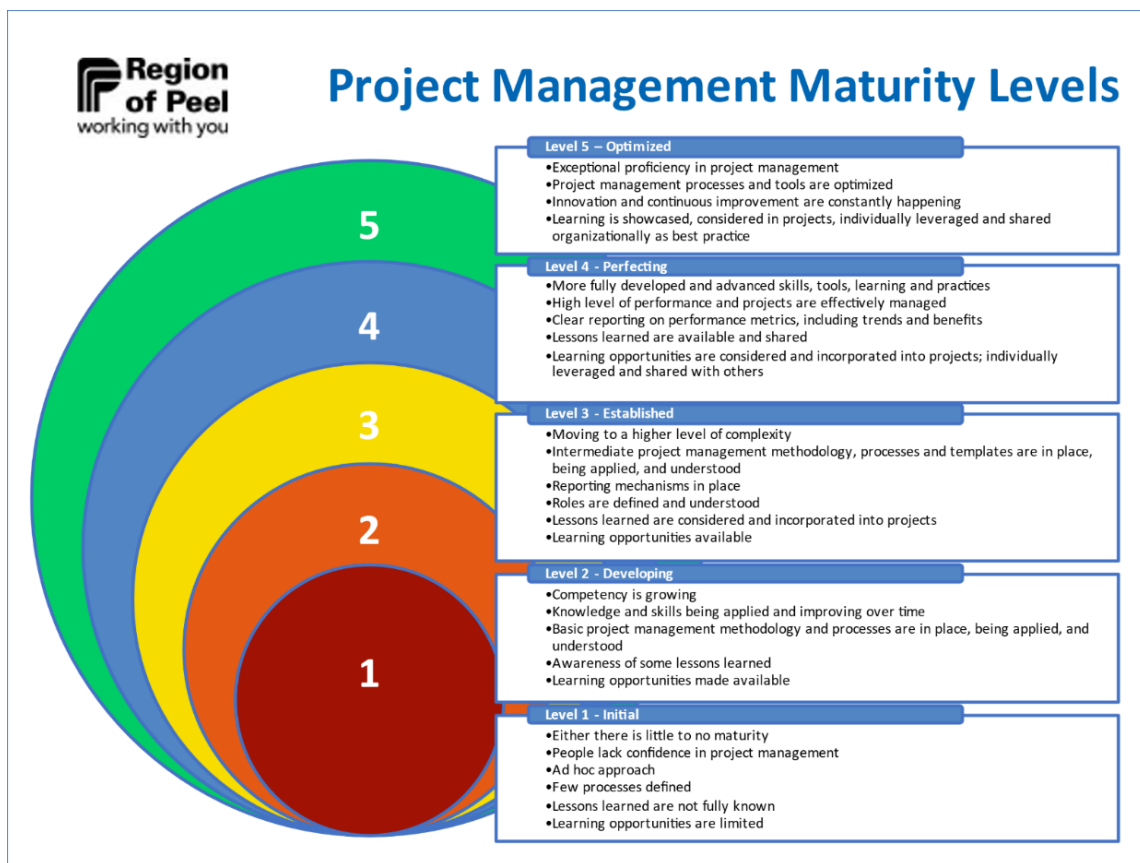 Region
of Peel
working with you
Project Management Maturity Levels
5
4
3
2
1
Level 5 – Optimized
•Exceptional proficiency in project management
•Project management processes and tools are optimized
•Innovation and continuous improvement are constantly happening
•Learning is showcased, considered in projects, individually leveraged and shared
organizationally as best practice
Level 4 - Perfecting
•More fully developed and advanced skills, tools, learning and practices
•High level of performance and projects are effectively managed
•Clear reporting on performance metrics, including trends and benefits
•Lessons learned are available and shared
•Learning opportunities are considered and incorporated into projects; individually
leveraged and shared with others
Level 3 - Established
•Moving to a higher level of complexity
•Intermediate project management methodology, processes and templates are in place,
being applied, and understood
•Reporting mechanisms in place
•Roles are defined and understood
•Lessons learned are considered and incorporated into projects
•Learning opportunities available
Level 2 - Developing
•Competency is growing
•Knowledge and skills being applied and improving over time
•Basic project management methodology and processes are in place, being applied, and
understood
•Awareness of some lessons learned
•Learning opportunities made available
Level 1 - Initial
•Either there is little to no maturity
•People lack confidence in project management
•Ad hoc approach
•Few processes defined
•Lessons learned are not fully known
•Learning opportunities are limited